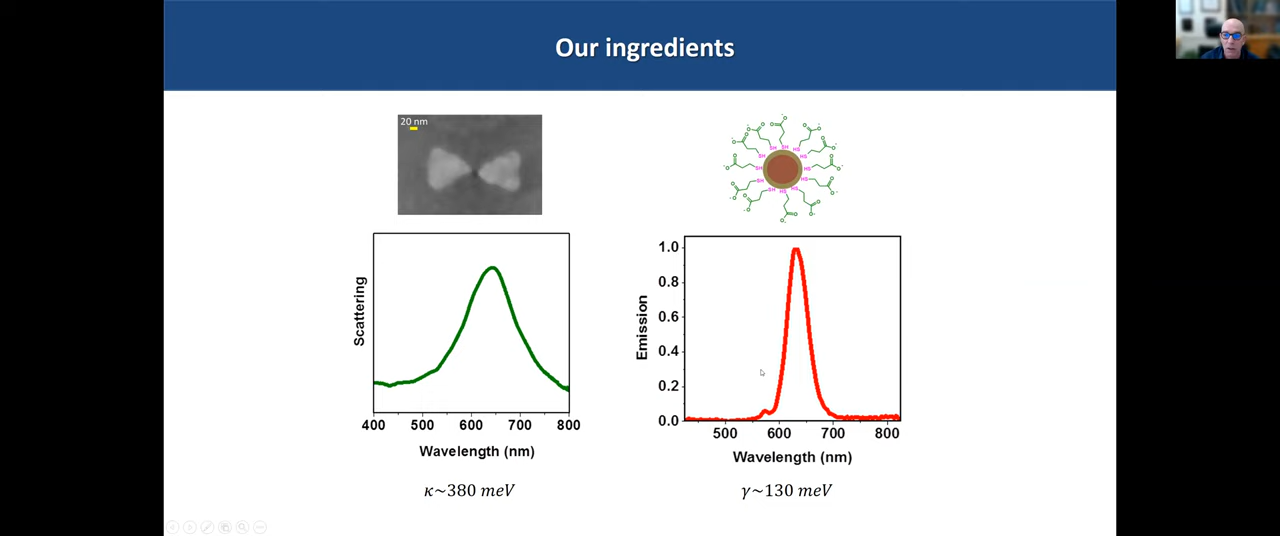 Our ingredients
20 nm
Scattering
400 500 600 700 800
Wavelength (nm)
κ~380 meV
Emission
1.0
0.8
0.6
0.4
0.2
0.0
500 600 700 800
Wavelength (nm)
γ~130 meV